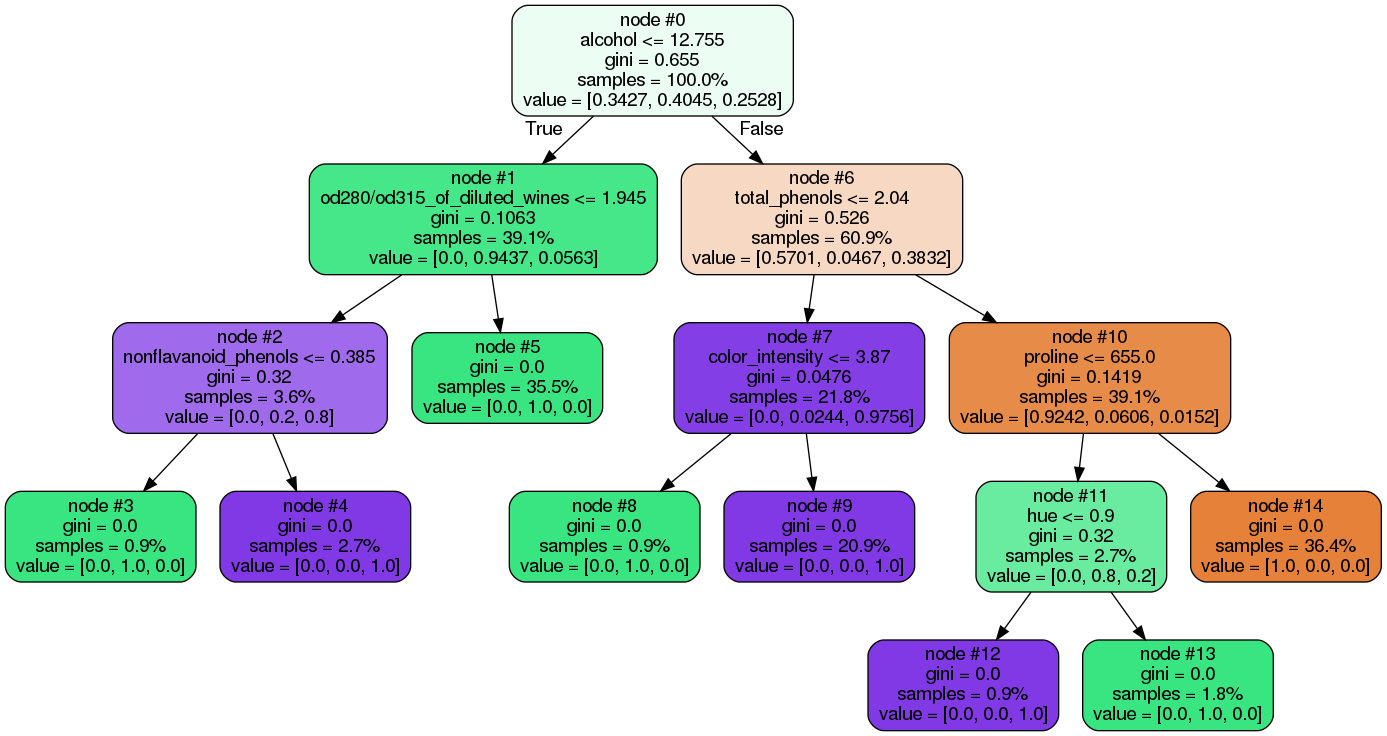 node #0
alcohol <= 12.755
gini = 0.655
samples = 100.0%
value = [0.3427, 0.4045, 0.2528]
True
False
node #1
od280/od315_of_diluted_wines <= 1.945
gini = 0.1063
samples = 39.1%
value = [0.0, 0.9437, 0.0563]
node #6
total_phenols <= 2.04
gini = 0.526
samples = 60.9%
value = [0.5701, 0.0467, 0.3832]
node #2
nonflavanoid_phenols <= 0.385
gini = 0.32
samples = 3.6%
value = [0.0, 0.2, 0.8]
node #5
gini = 0.0
samples = 35.5%
value = [0.0, 1.0, 0.0]
node #7
color_intensity <= 3.87
gini = 0.0476
samples = 21.8%
value = [0.0, 0.0244, 0.9756]
node #10
proline <= 655.0
gini = 0.1419
samples = 39.1%
value = [0.9242, 0.0606, 0.0152]
node #3
gini = 0.0
samples = 0.9%
value = [0.0, 1.0, 0.0]
node #4
gini = 0.0
samples = 2.7%
value = [0.0, 0.0, 1.0]
node #8
gini = 0.0
samples = 0.9%
value = [0.0, 1.0, 0.0]
node #9
gini = 0.0
samples = 20.9%
value = [0.0, 0.0, 1.0]
node #11
hue <= 0.9
gini = 0.32
samples = 2.7%
value = [0.0, 0.8, 0.2]
node #14
gini = 0.0
samples = 36.4%
value = [1.0, 0.0, 0.0]
node #12
gini = 0.0
samples = 0.9%
value = [0.0, 0.0, 1.0]
node #13
gini = 0.0
samples = 1.8%
value = [0.0, 1.0, 0.0]